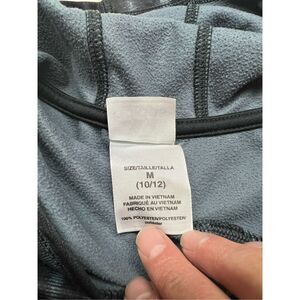 SIZE/TAILLE/TALLA
M
(10/12)
MADE IN VIETNAM
FABRIQUÉ AU VIETNAM
HECHO EN VIETNAM
100% POLYESTER/POLYESTER/